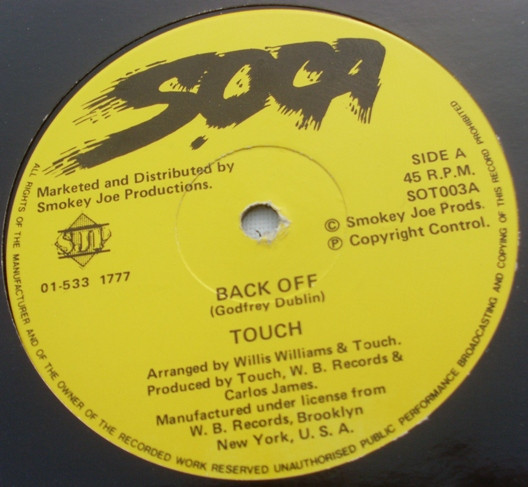 SOCA
Marketed and Distributed by
Smokey Joe Productions.
SJP
01-533 1777
SIDE A
45 R.P.M.
SOT003A
© Smokey Joe Prods.
℗ Copyright Control.
BACK OFF
(Godfrey Dublin)
TOUCH
Arranged by Willis Williams & Touch.
Produced by Touch, W. B. Records &
Carlos James.
Manufactured under license from
W. B. Records, Brooklyn
New York, U. S. A.
ALL RIGHTS OF THE MANUFACTURER AND OF THE OWNER OF THE RECORDED WORK RESERVED UNAUTHORISED PUBLIC PERFORMANCE BROADCASTING AND COPYING OF THIS RECORD PROHIBITED